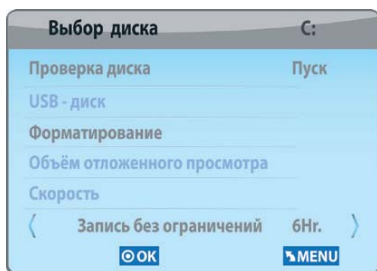 Выбор диска C:
Проверка диска Пуск
USB - диск
Форматирование
Объём отложенного просмотра
Скорость
Запись без ограничений 6Hr.
OK MENU